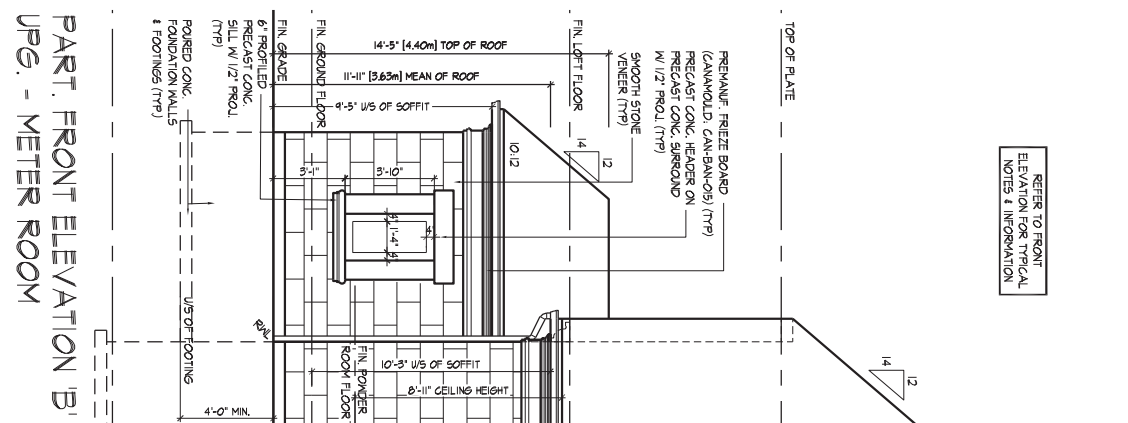 REFER TO FRONT
ELEVATION FOR TYPICAL
NOTES & INFORMATION
TOP OF PLATE
PREMANUF. FRIEZE BOARD
(CANAMOULD: CAN-BAN-015) (TYP)
PRECAST CONC. HEADER ON
PRECAST CONC. SURROUND
W/ 1/2" PROJ. (TYP)
SMOOTH STONE
VENEER (TYP)
FIN. LOFT FLOOR
14'-5" [4.40m] TOP OF ROOF
11'-11" [3.63m] MEAN OF ROOF
9'-5" U/S OF SOFFIT
FIN. GROUND FLOOR
FIN. GRADE
6" PROFILED
PRECAST CONC.
SILL W/ 1/2" PROJ.
(TYP)
POURED CONC.
FOUNDATION WALLS
& FOOTINGS (TYP)
12
14
10:12
3'-1"
3'-10"
4"
4"
1'-4"
4"
RWL
12
14
10'-3" U/S OF SOFFIT
8'-11" CEILING HEIGHT
FIN. POWDER
ROOM FLOOR
U/S OF FOOTING
4'-0" MIN.
PART. FRONT ELEVATION 'B'
UPG. - METER ROOM